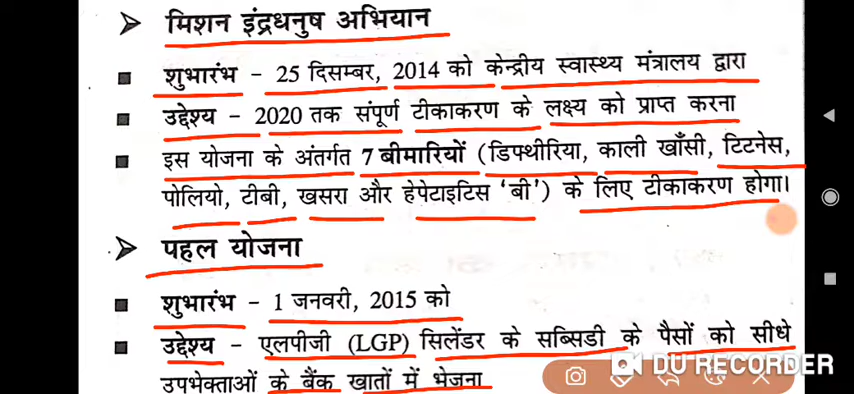 मिशन इंद्रधनुष अभियान
शुभारंभ - 25 दिसम्बर, 2014 को केन्द्रीय स्वास्थ्य मंत्रालय द्वारा
उद्देश्य - 2020 तक संपूर्ण टीकाकरण के लक्ष्य को प्राप्त करना
इस योजना के अंतर्गत 7 बीमारियों (डिफ्थीरिया, काली खाँसी, टिटनेस,
पोलियो, टीबी, खसरा और हेपेटाइटिस ‘बी’) के लिए टीकाकरण होगा।
पहल योजना
शुभारंभ - 1 जनवरी, 2015 को
उद्देश्य - एलपीजी (LGP) सिलेंडर के सब्सिडी के पैसों को सीधे
उपभेक्ताओं के बैंक खातों में भेजना
DU RECORDER